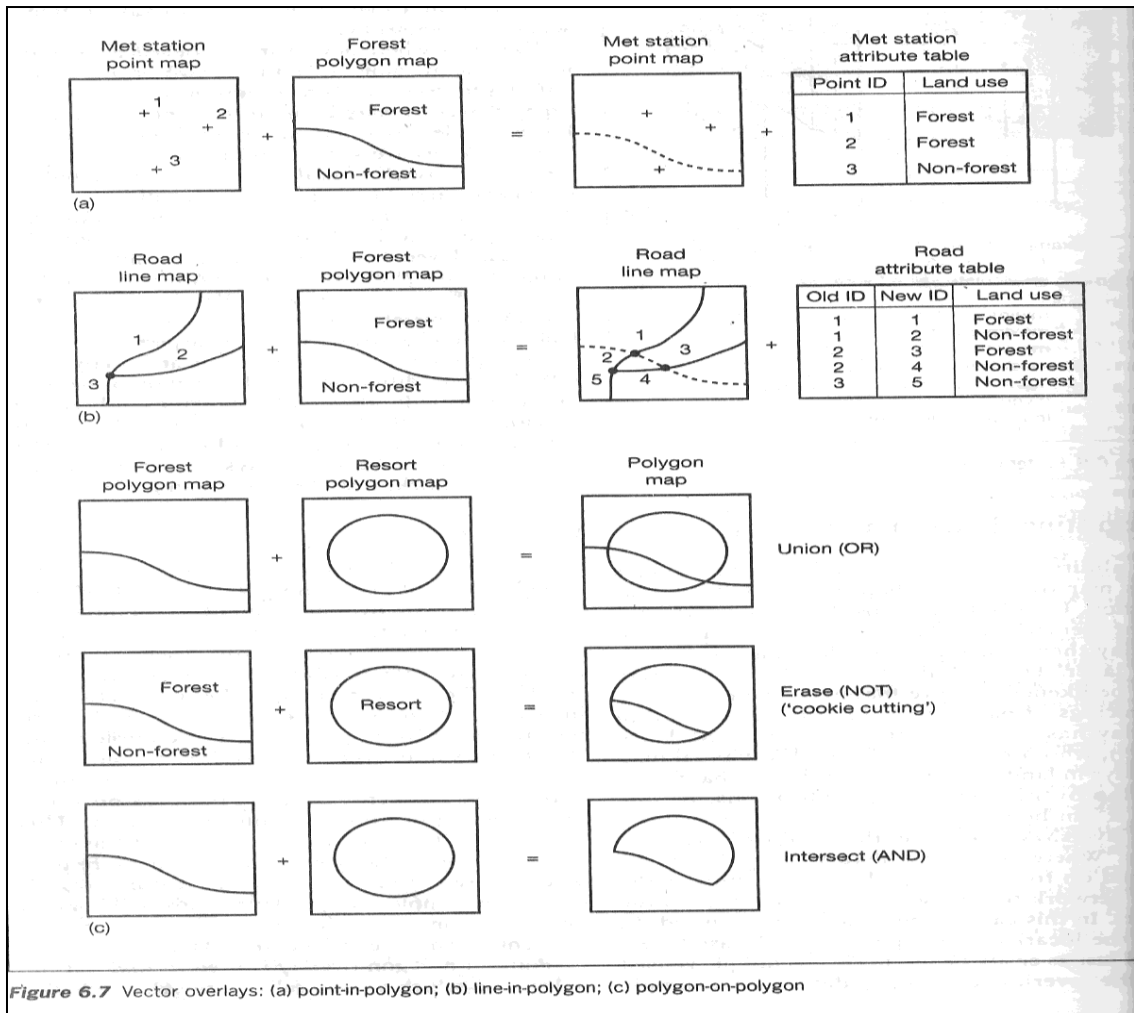 Met station
point map
Forest
polygon map
Met station
point map
Met station
attribute table
1
2
3
+
Forest
Non-forest
=
+
Point ID Land use
1 Forest
2 Forest
3 Non-forest
(a)
Road
line map
Forest
polygon map
Road
line map
Road
attribute table
1
2
3
+
Forest
Non-forest
=
1
2
3
4
5
+
Old ID New ID Land use
1 1 Forest
1 2 Non-forest
2 3 Forest
2 4 Non-forest
3 5 Non-forest
(b)
Forest
polygon map
Resort
polygon map
Polygon
map
+
=
Union (OR)
Forest
Non-forest
+
Resort
=
Erase (NOT)
('cookie cutting')
+
=
Intersect (AND)
(c)
Figure 6.7 Vector overlays: (a) point-in-polygon; (b) line-in-polygon; (c) polygon-on-polygon